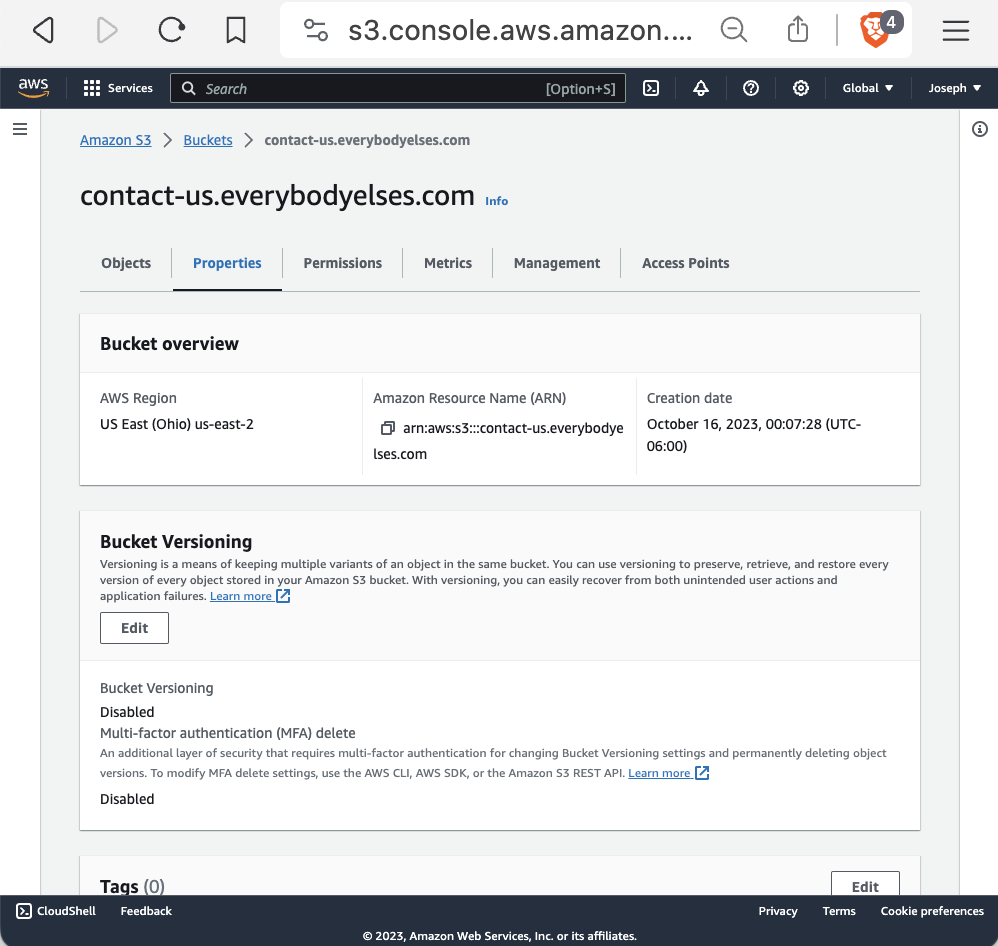 s3.console.aws.amazon.... 4
aws Services Search [Option+S] Global Joseph
Amazon S3 Buckets contact-us.everybodyelses.com
contact-us.everybodyelses.com Info
Objects Properties Permissions Metrics Management Access Points
Bucket overview
AWS Region
US East (Ohio) us-east-2
Amazon Resource Name (ARN)
arn:aws:s3:::contact-us.everybodye
lses.com
Creation date
October 16, 2023, 00:07:28 (UTC-
06:00)
Bucket Versioning
Versioning is a means of keeping multiple variants of an object in the same bucket. You can use versioning to preserve, retrieve, and restore every
version of every object stored in your Amazon S3 bucket. With versioning, you can easily recover from both unintended user actions and
application failures. Learn more
Edit
Bucket Versioning
Disabled
Multi-factor authentication (MFA) delete
An additional layer of security that requires multi-factor authentication for changing Bucket Versioning settings and permanently deleting object
versions. To modify MFA delete settings, use the AWS CLI, AWS SDK, or the Amazon S3 REST API. Learn more
Disabled
Tags (0) Edit
CloudShell Feedback Privacy Terms Cookie preferences
© 2023, Amazon Web Services, Inc. or its affiliates.